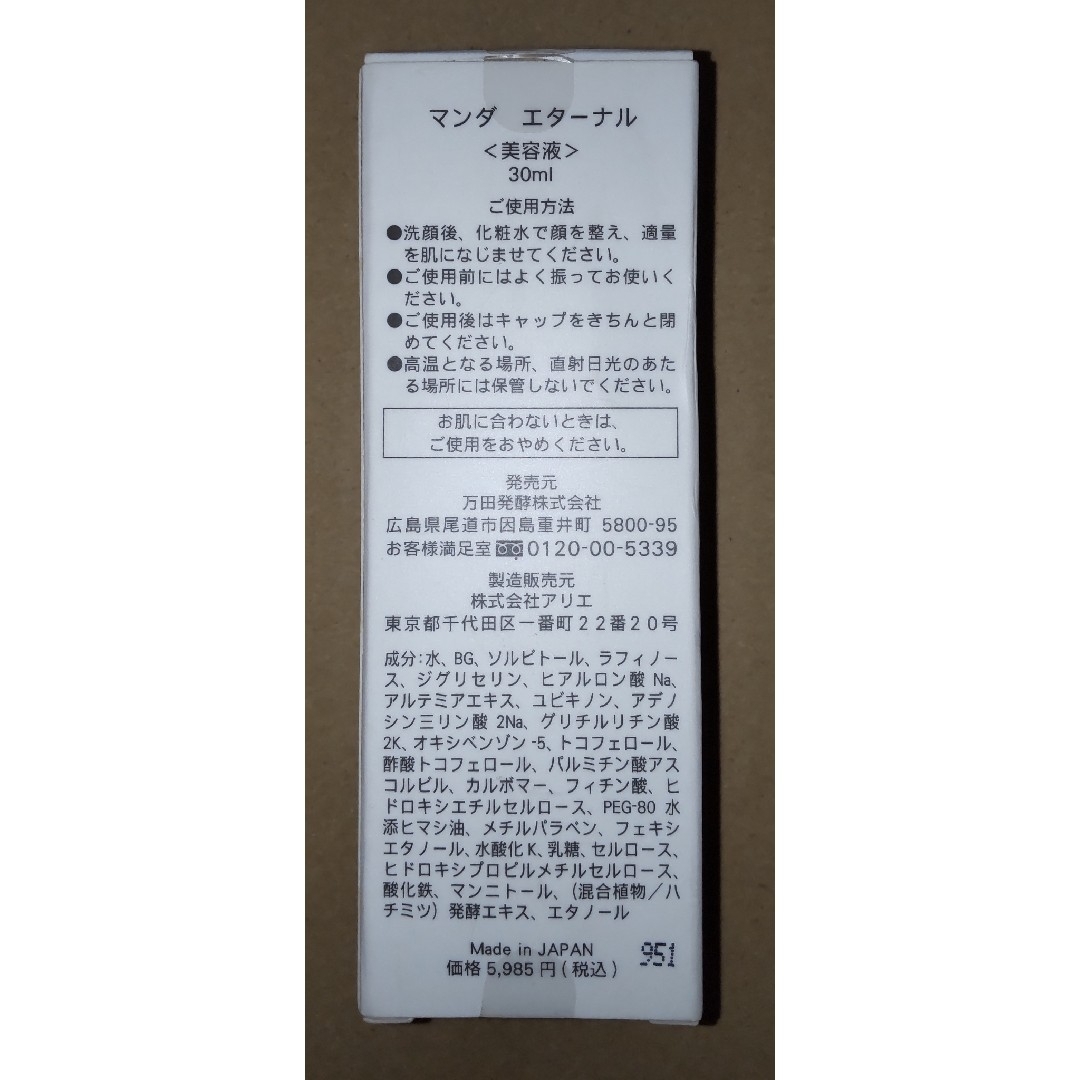 マンダ　エターナル
＜美容液＞
30ml
ご使用方法
●洗顔後、化粧水で顔を整え、適量
を肌になじませてください。
●ご使用前にはよく振ってお使いく
ださい。
●ご使用後はキャップをきちんと閉
めてください。
●高温となる場所、直射日光のあた
る場所には保管しないでください。
お肌に合わないときは、
ご使用をおやめください。
発売元
万田発酵株式会社
広島県尾道市因島重井町 5800-95
お客様満足室 0120-00-5339
製造販売元
株式会社アリエ
東京都千代田区一番町２２番２０号
成分：水、BG、ソルビトール、ラフィノー
ス、ジグリセリン、ヒアルロン酸 Na、
アルテミアエキス、ユビキノン、アデノ
シン三リン酸 2Na、グリチルリチン酸
2K、オキシベンゾン-5、トコフェロール、
酢酸トコフェロール、パルミチン酸アス
コルビル、カルボマー、フィチン酸、ヒ
ドロキシエチルセルロース、PEG-80 水
添ヒマシ油、メチルパラベン、フェキシ
エタノール、水酸化K、乳糖、セルロース、
ヒドロキシプロピルメチルセルロース、
酸化鉄、マンニトール、（混合植物／ハ
チミツ）発酵エキス、エタノール
Made in JAPAN
951
価格 5,985 円 (税込)